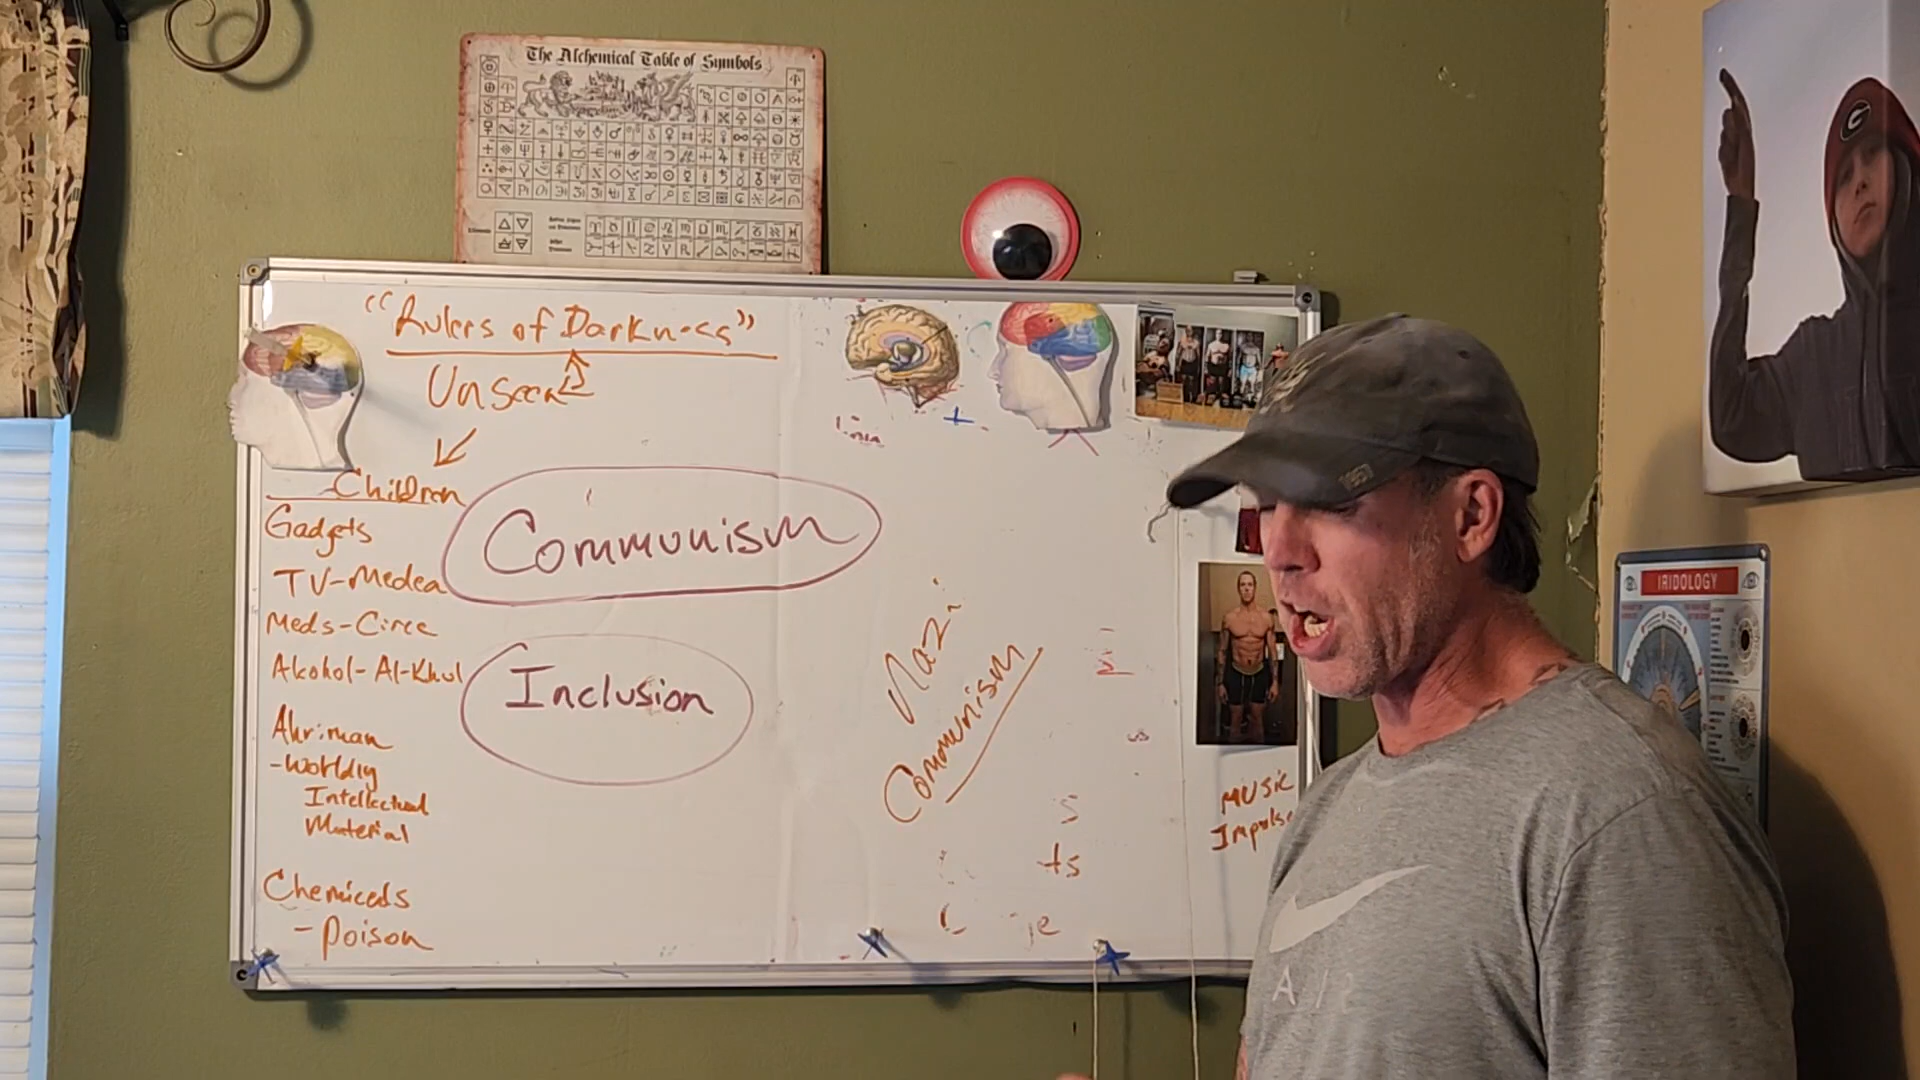 The Alchemical Table of Symbols
"Rulers of Darkness"
Unseen
Children
Gadgets
TV-Medea
Meds-Circe
Alcohol-Al-Khul
Ahriman
-Worldly
Intellectual
Material
Chemicals
-Poison
Communism
Inclusion
Nazi
Communism
Music
Impulse
1967
IRIDOLOGY
AIR